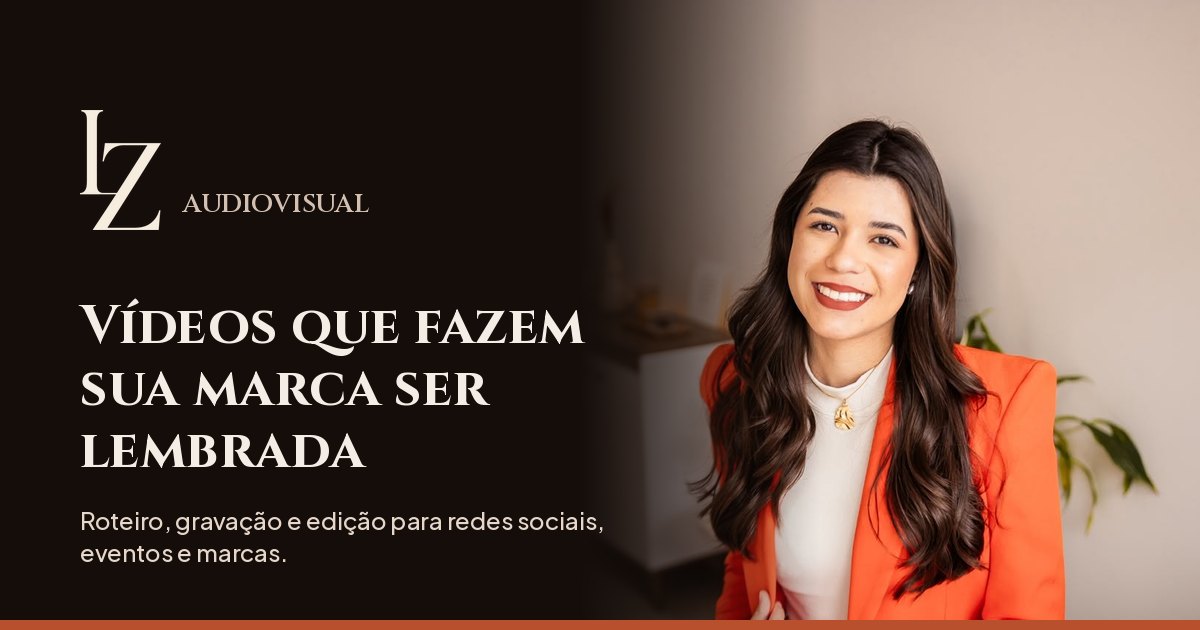 LZ AUDIOVISUAL
VÍDEOS QUE FAZEM
SUA MARCA SER
LEMBRADA
Roteiro, gravação e edição para redes sociais,
eventos e marcas.